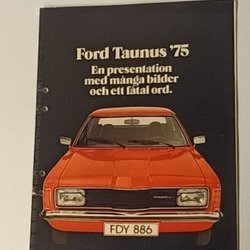 Ford Taunus '75
En presentation
med många bilder
och ett fåtal ord.
FDY 886